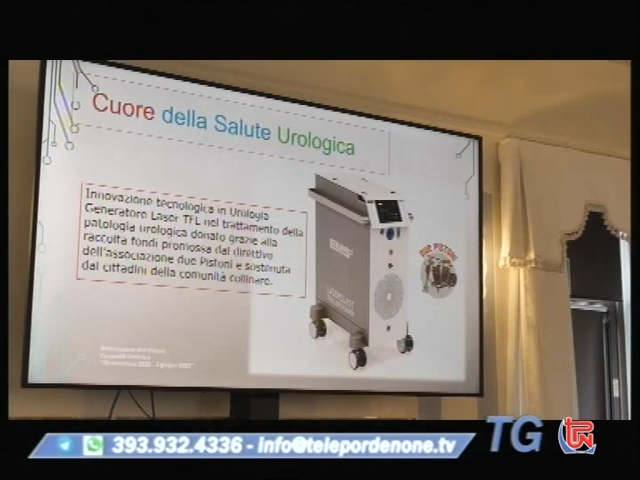 Cuore della Salute Urologica
Innovazione tecnologica in Urologia
Generatore Laser TFL nel trattamento della
patologia urologica donato grazie alla
raccolta fondi promossa dal direttivo
dell'associazione due Pistoni e sostenuta
dai cittadini della comunità collinare.
EMS
393.932.4336 - info@telepordenone.tv
TG